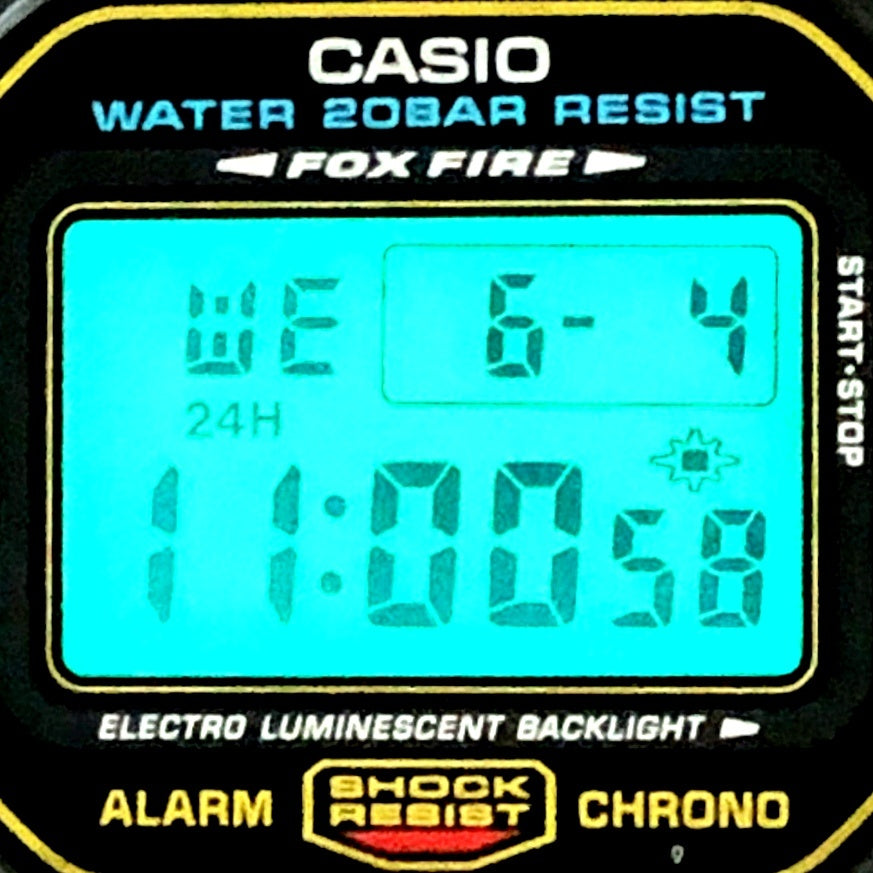 CASIO
WATER 20BAR RESIST
FOX FIRE
WE 6- 4
24H
11:00 58
START·STOP
ELECTRO LUMINESCENT BACKLIGHT
ALARM
SHOCK
RESIST
CHRONO
9